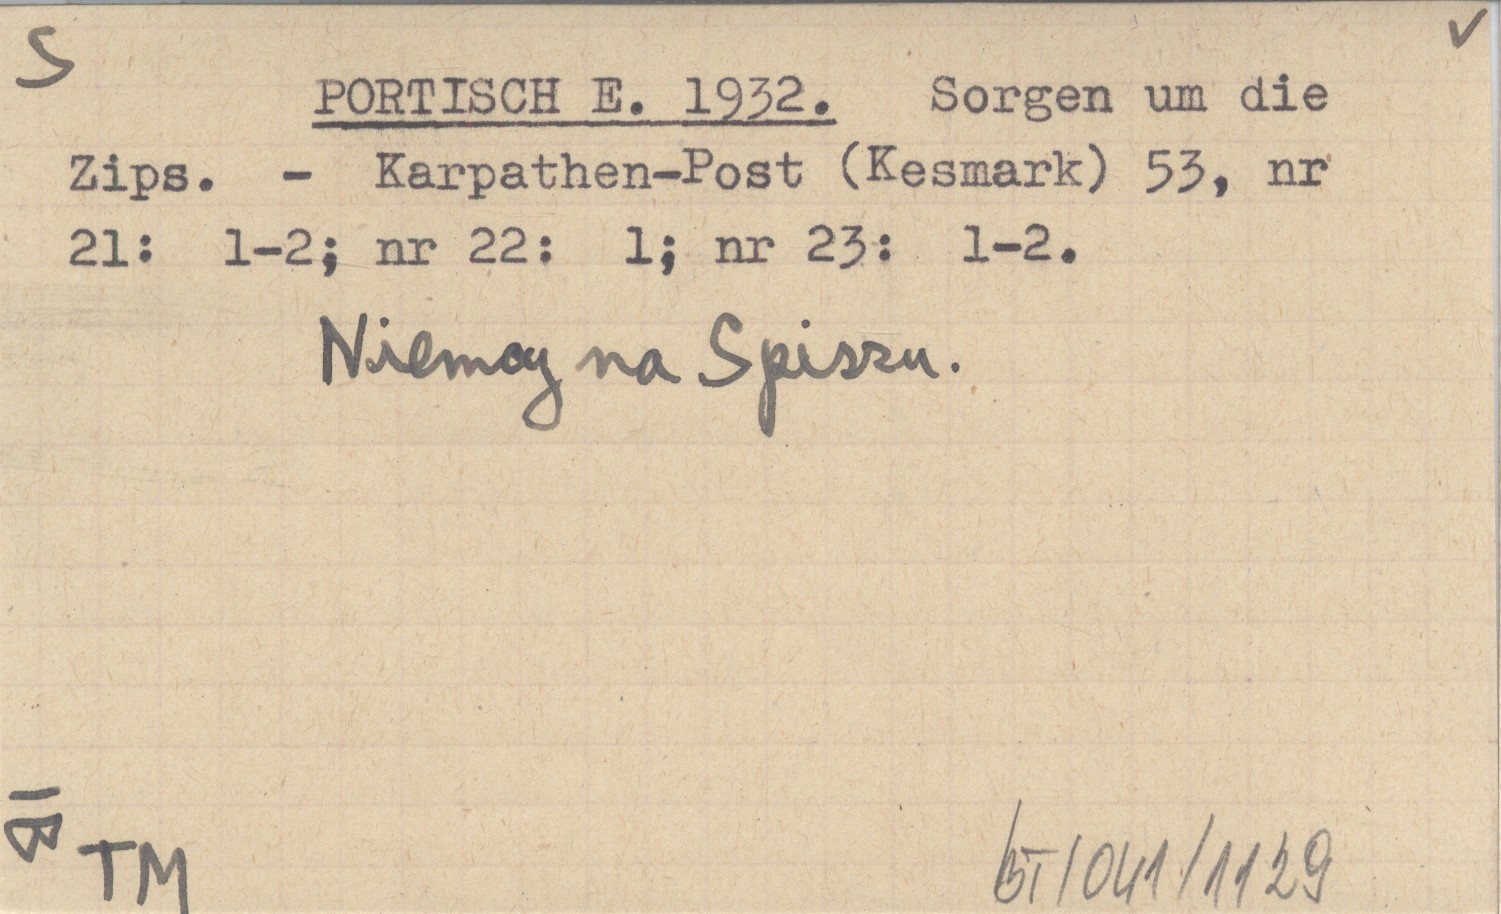 S
PORTISCH E. 1932. Sorgen um die
Zips. - Karpathen-Post (Kesmark) 53, nr
21: 1-2; nr 22: 1; nr 23: 1-2.
Niemcy na Spiszu.
TM
BT/041/1129